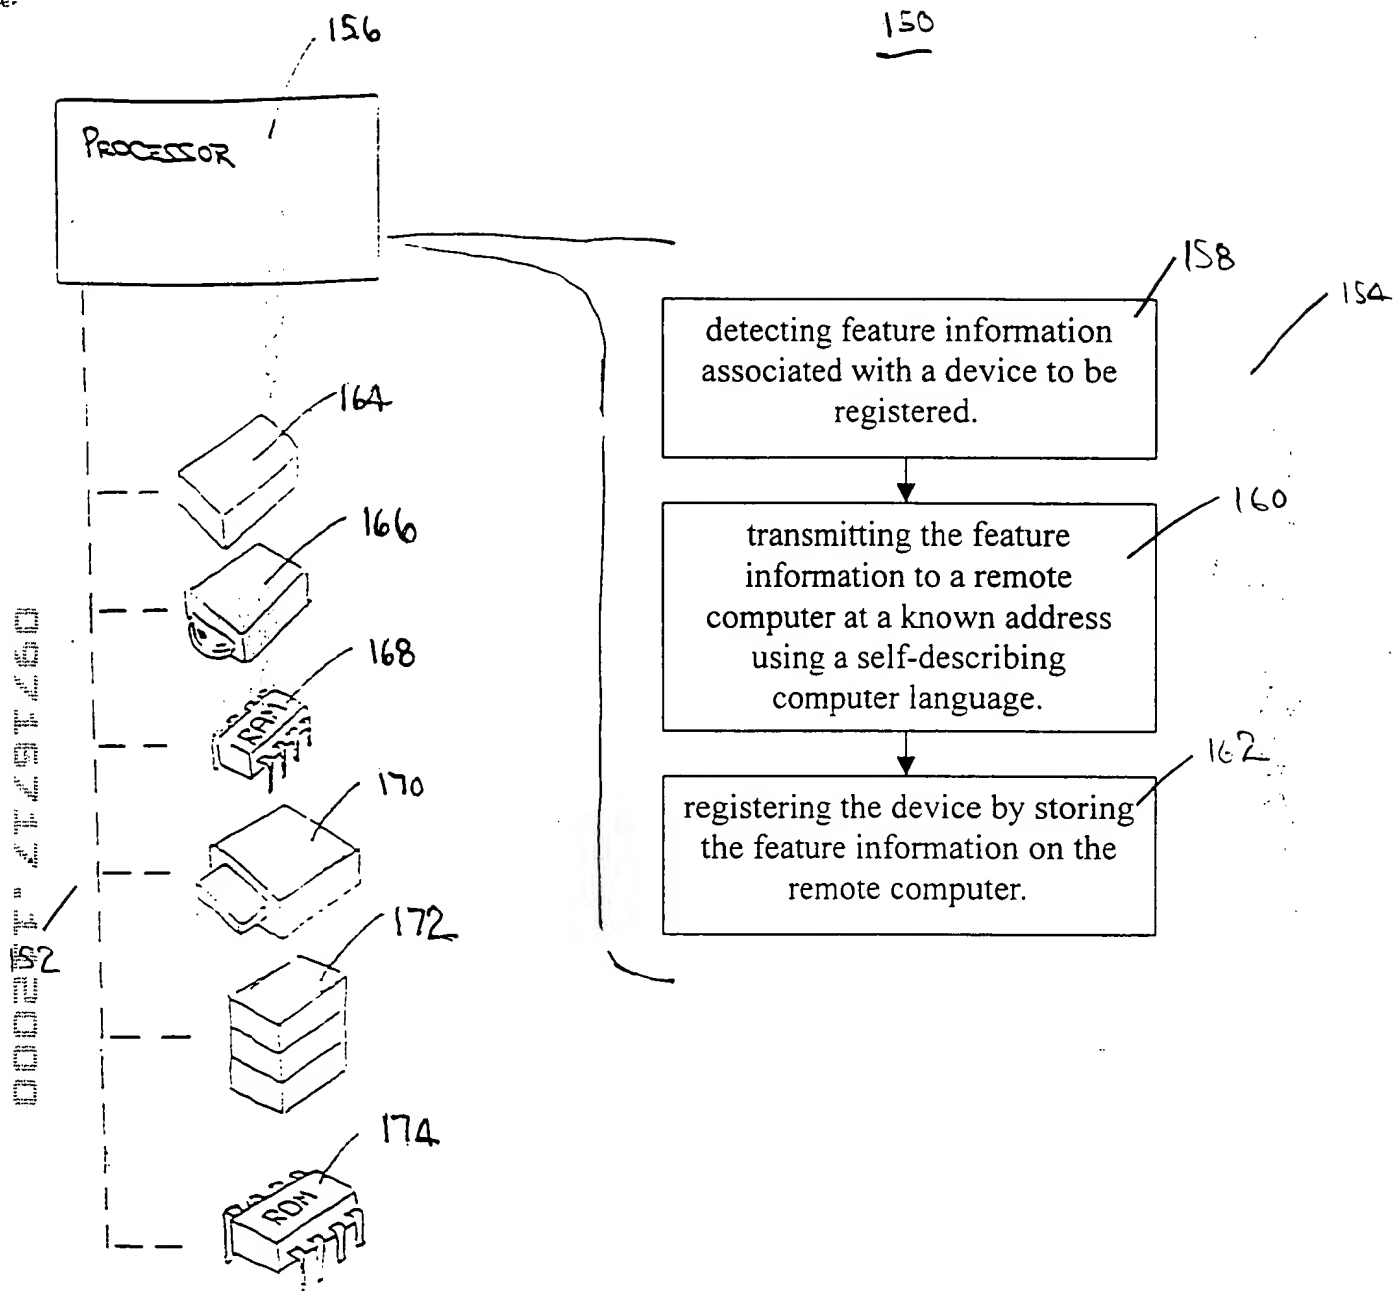 156
150
PROCESSOR
158
154
detecting feature information
associated with a device to be
registered.
164
160
166
transmitting the feature
information to a remote
computer at a known address
using a self-describing
computer language.
168
RAM
162
170
registering the device by storing
the feature information on the
remote computer.
172
152
174
ROM